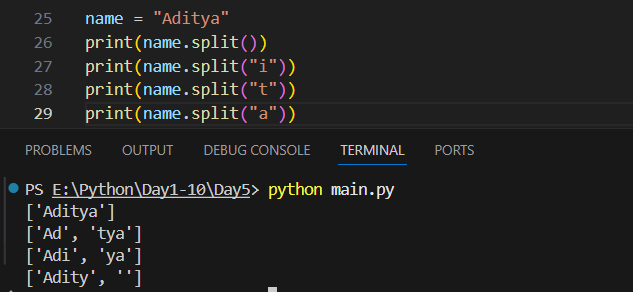 25 name = "Aditya"
26 print(name.split())
27 print(name.split("i"))
28 print(name.split("t"))
29 print(name.split("a"))
PROBLEMS OUTPUT DEBUG CONSOLE TERMINAL PORTS
PS E:\Python\Day1-10\Day5> python main.py
['Aditya']
['Ad', 'tya']
['Adi', 'ya']
['Adity', '']